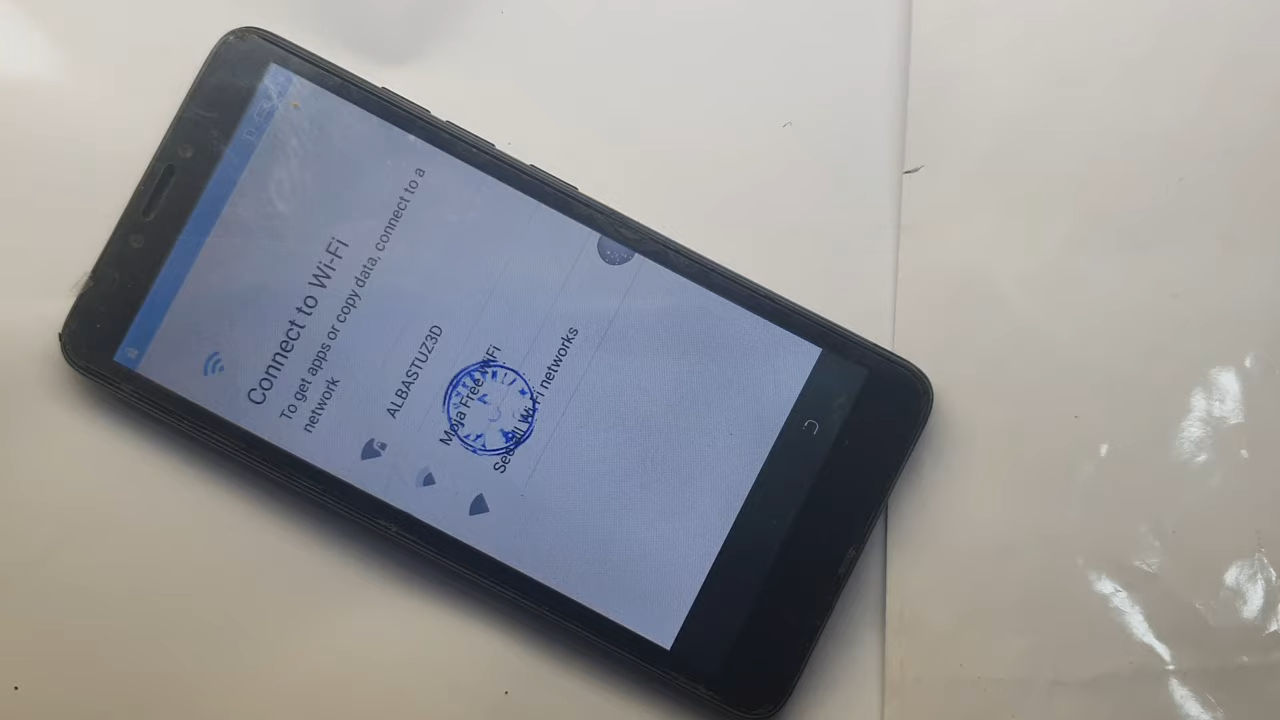 Connect to Wi-Fi
To get apps or copy data, connect to a
network
ALBASTUZ3D
Moja Free WiFi
See all Wi-Fi networks